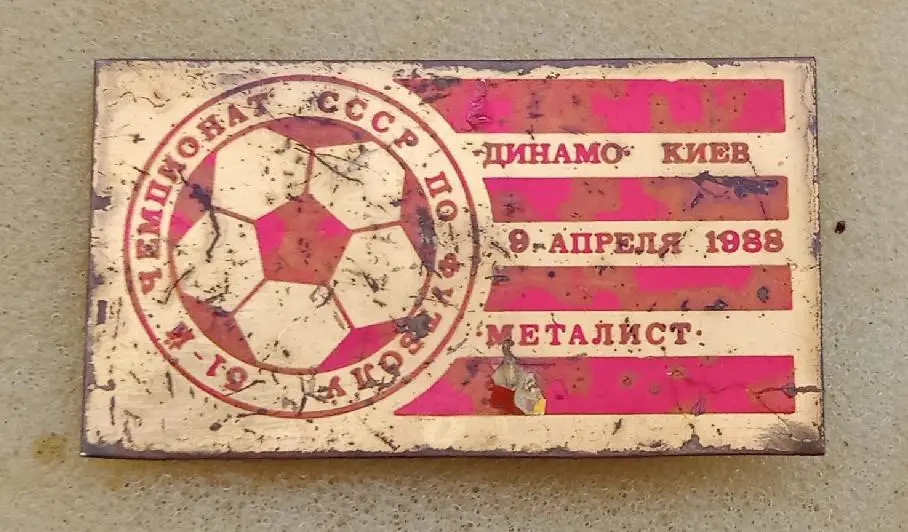 51-Й ЧЕМПИОНАТ СССР ПО ФУТБОЛУ
·ДИНАМО· КИЕВ
9 АПРЕЛЯ 1988
·МЕТАЛИСТ·